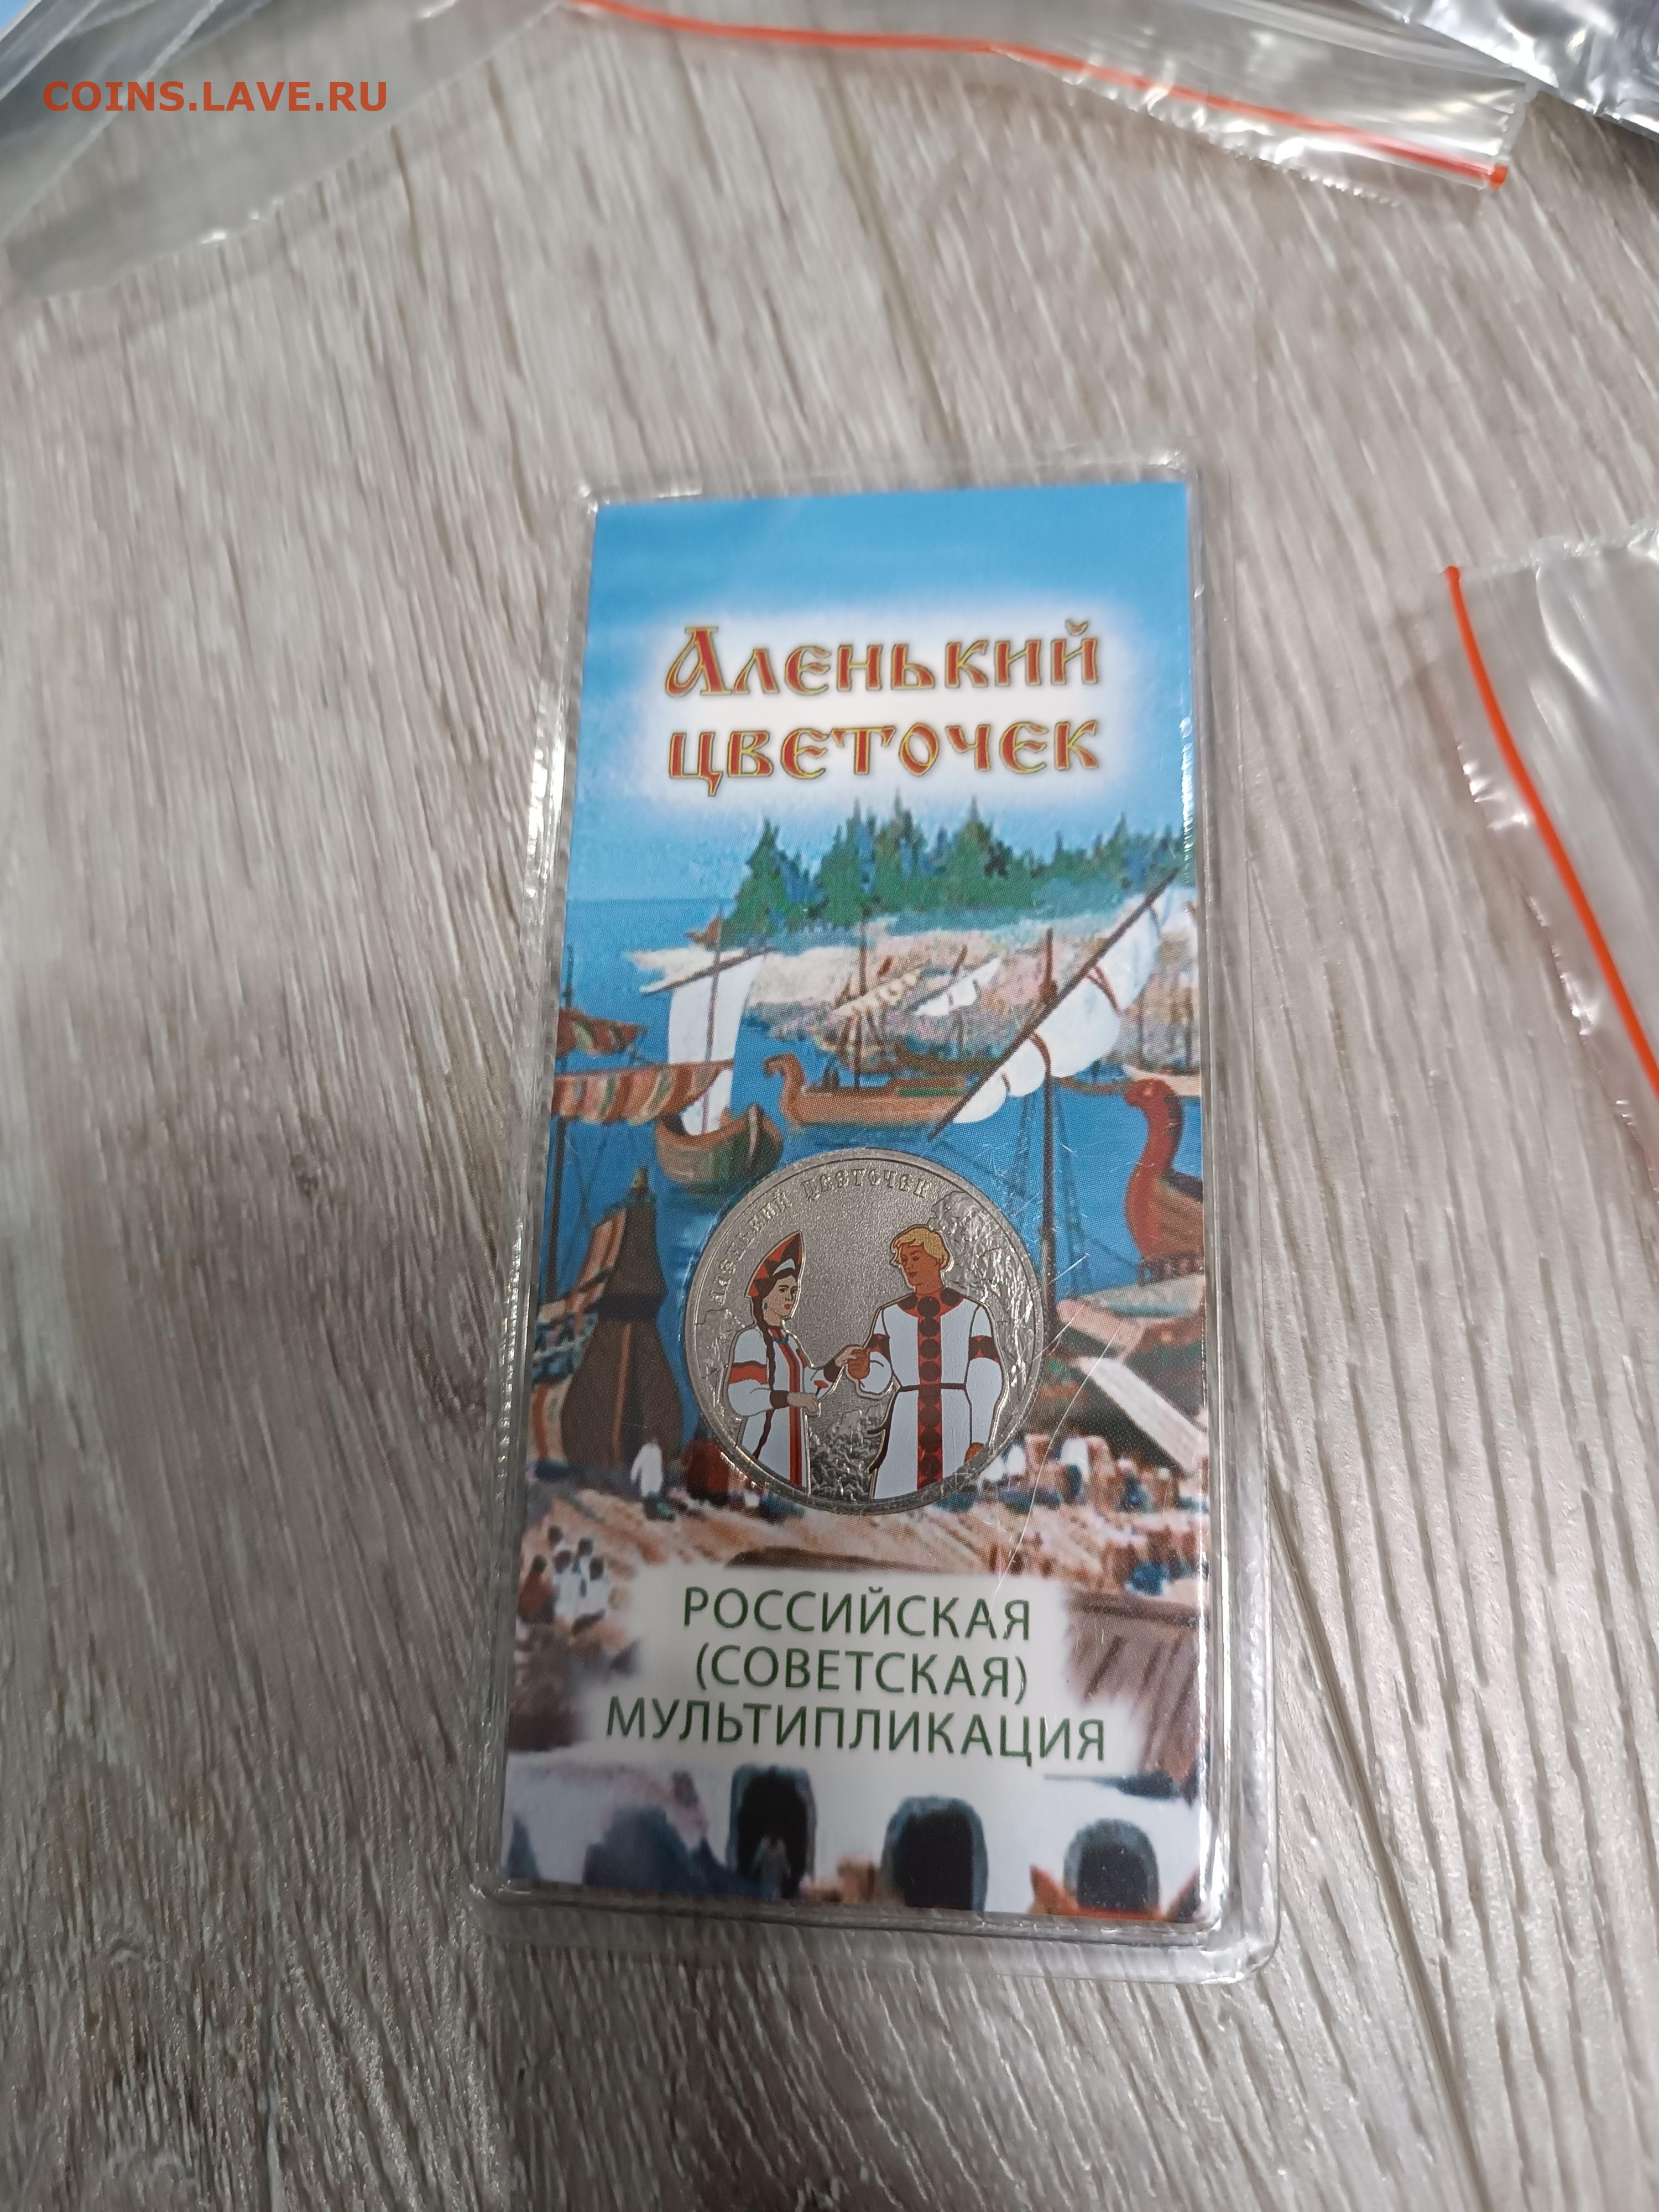 COINS.LAVE.RU
Аленький
цветочек
АЛЕНЬКИЙ ЦВЕТОЧЕК
РОССИЙСКАЯ
(СОВЕТСКАЯ)
МУЛЬТИПЛИКАЦИЯ